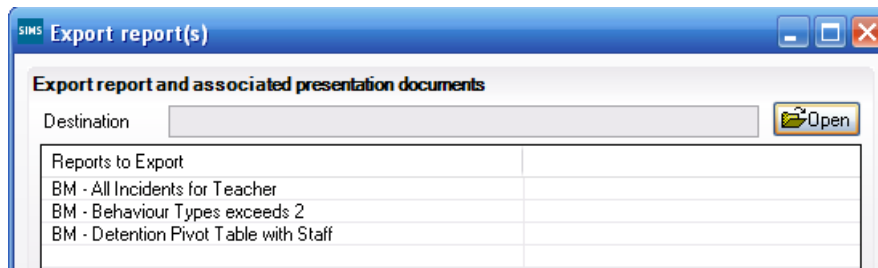 SIMS Export report(s)
Export report and associated presentation documents
Destination Open
Reports to Export
BM - All Incidents for Teacher
BM - Behaviour Types exceeds 2
BM - Detention Pivot Table with Staff